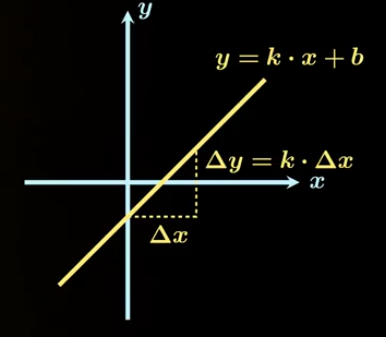 y
y = k · x + b
Δy = k · Δx
x
Δx